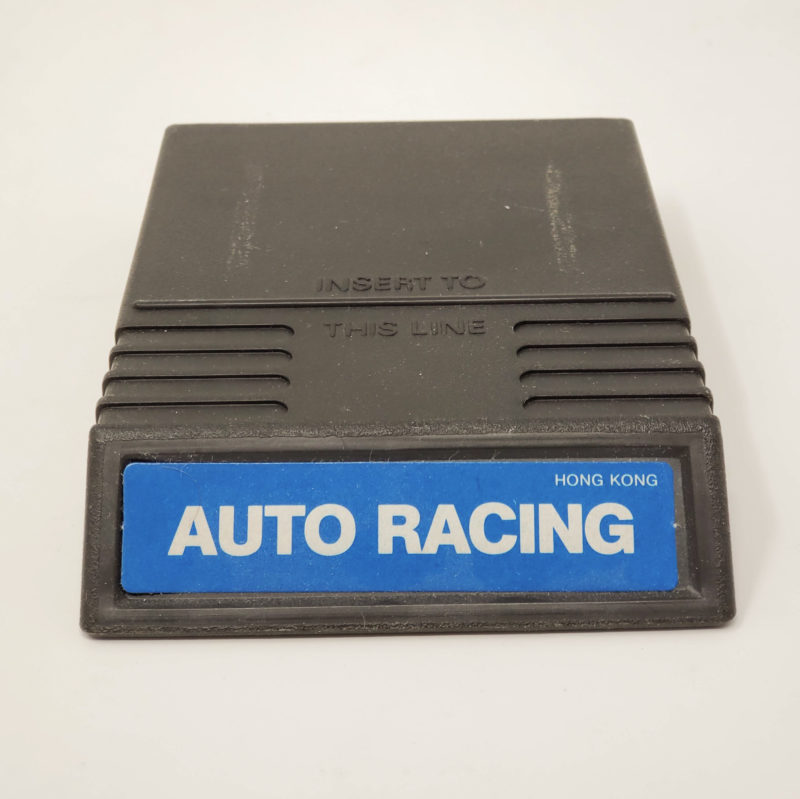 INSERT TO
THIS LINE
HONG KONG
AUTO RACING